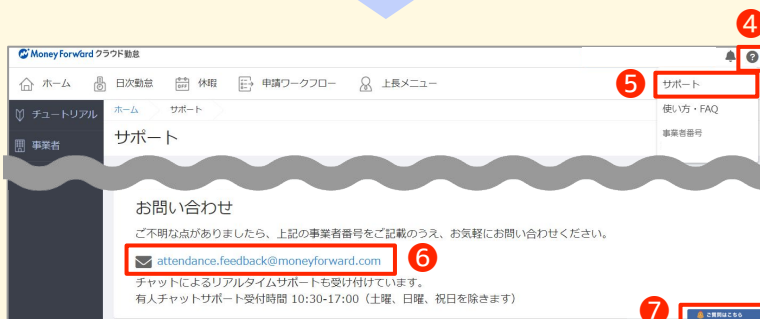 4
Money Forward クラウド勤怠
5
ホーム 日次勤怠 休暇 申請ワークフロー 上長メニュー
サポート
使い方・FAQ
事業者番号
チュートリアル
事業者
ホーム サポート
サポート
お問い合わせ
ご不明な点がありましたら、上記の事業者番号をご記載のうえ、お気軽にお問い合わせください。
attendance.feedback@moneyforward.com 6
チャットによるリアルタイムサポートも受け付けています。
有人チャットサポート受付時間 10:30-17:00（土曜、日曜、祝日を除きます）
7
ご質問はこちら